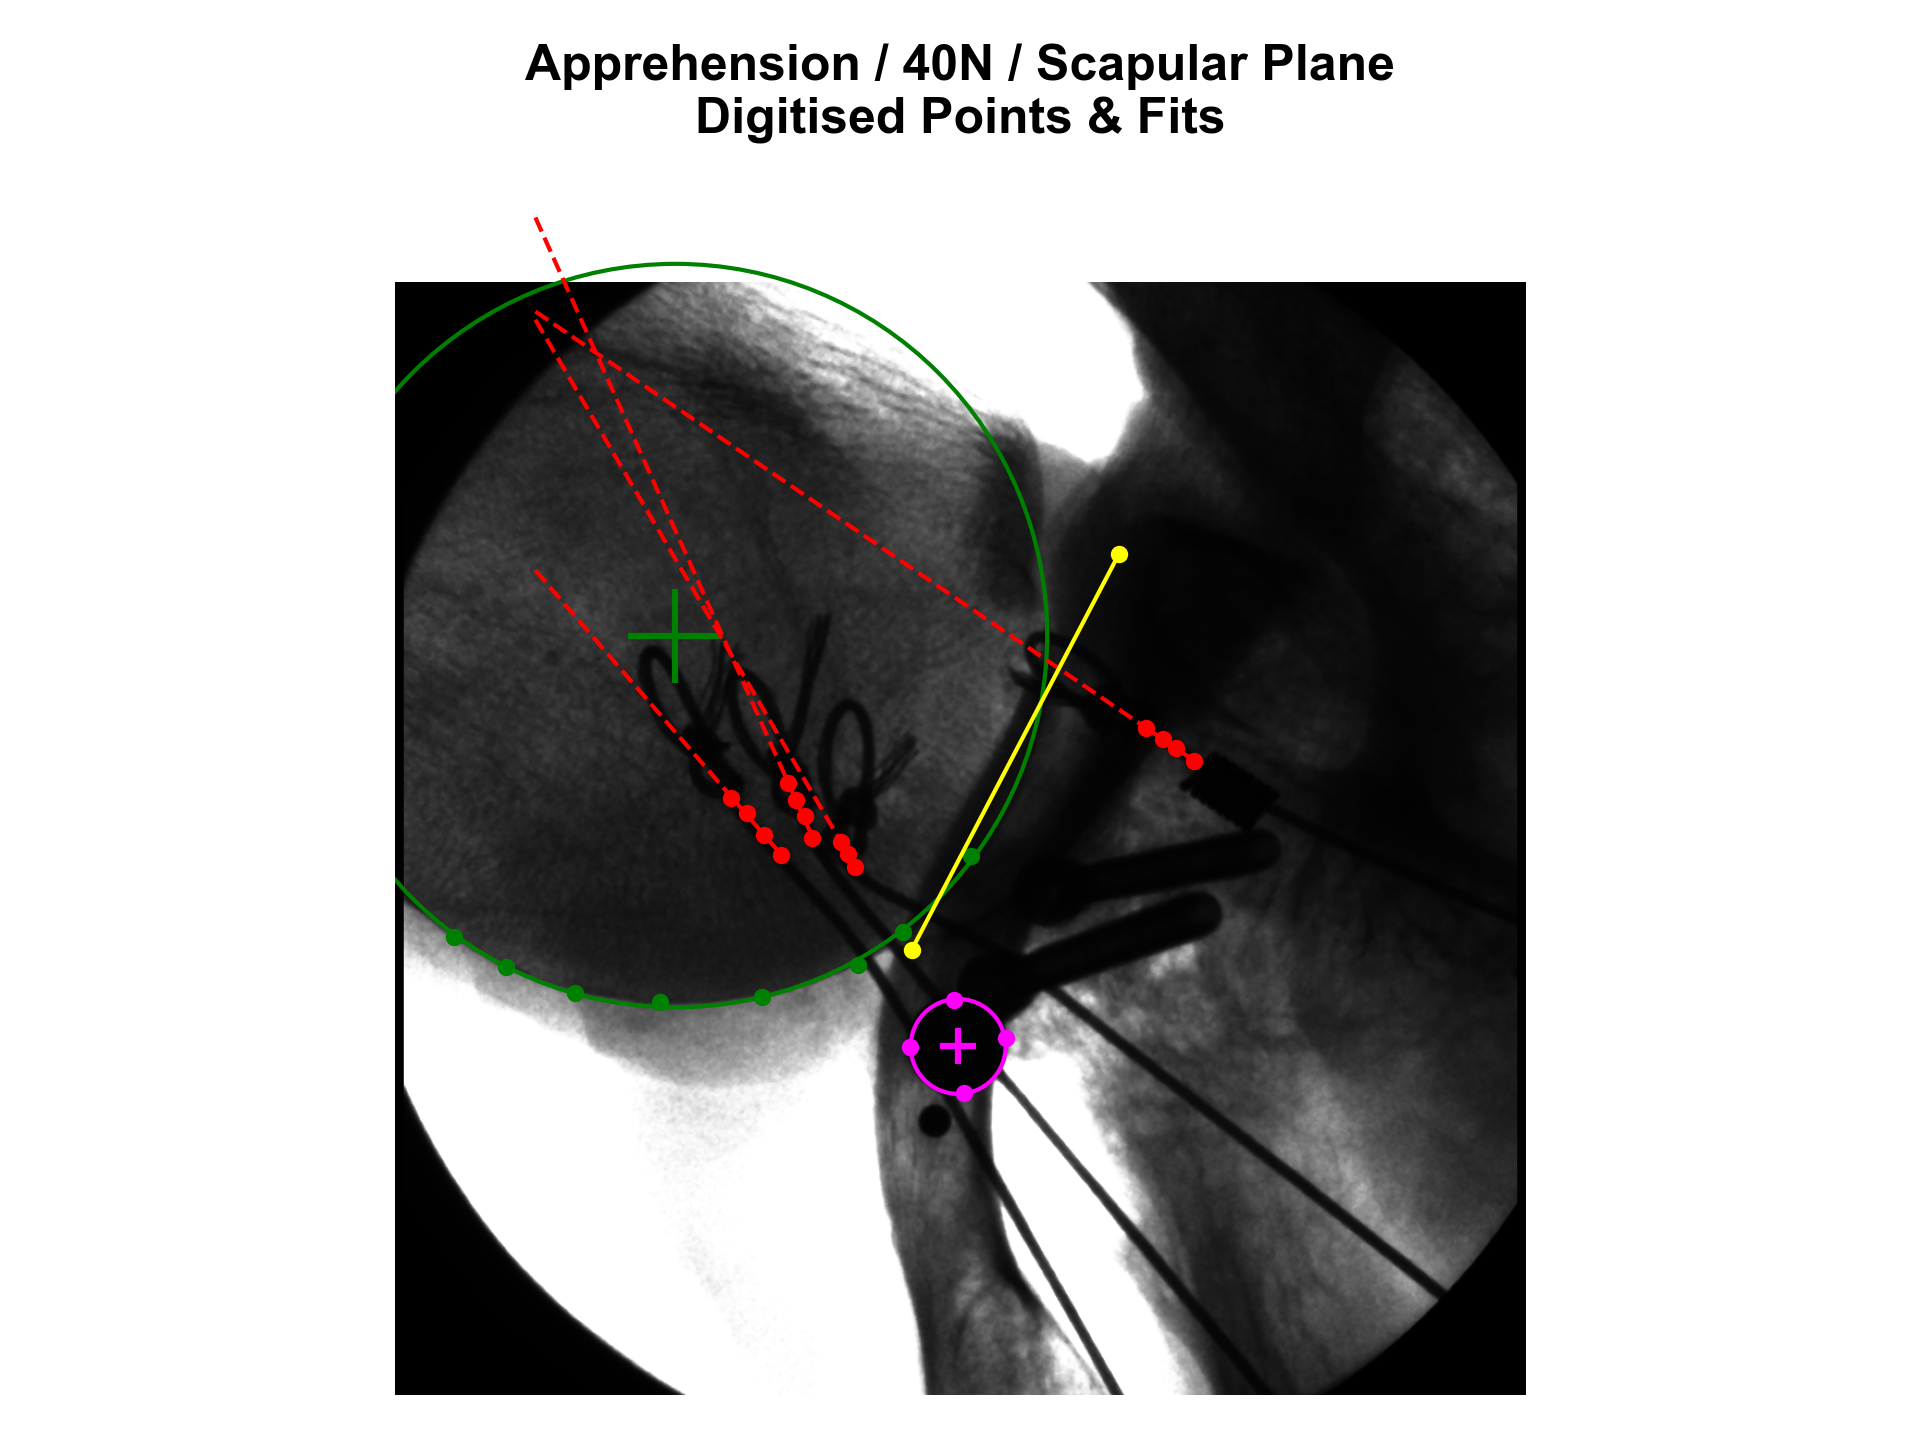 Apprehension / 40N / Scapular Plane
Digitised Points & Fits